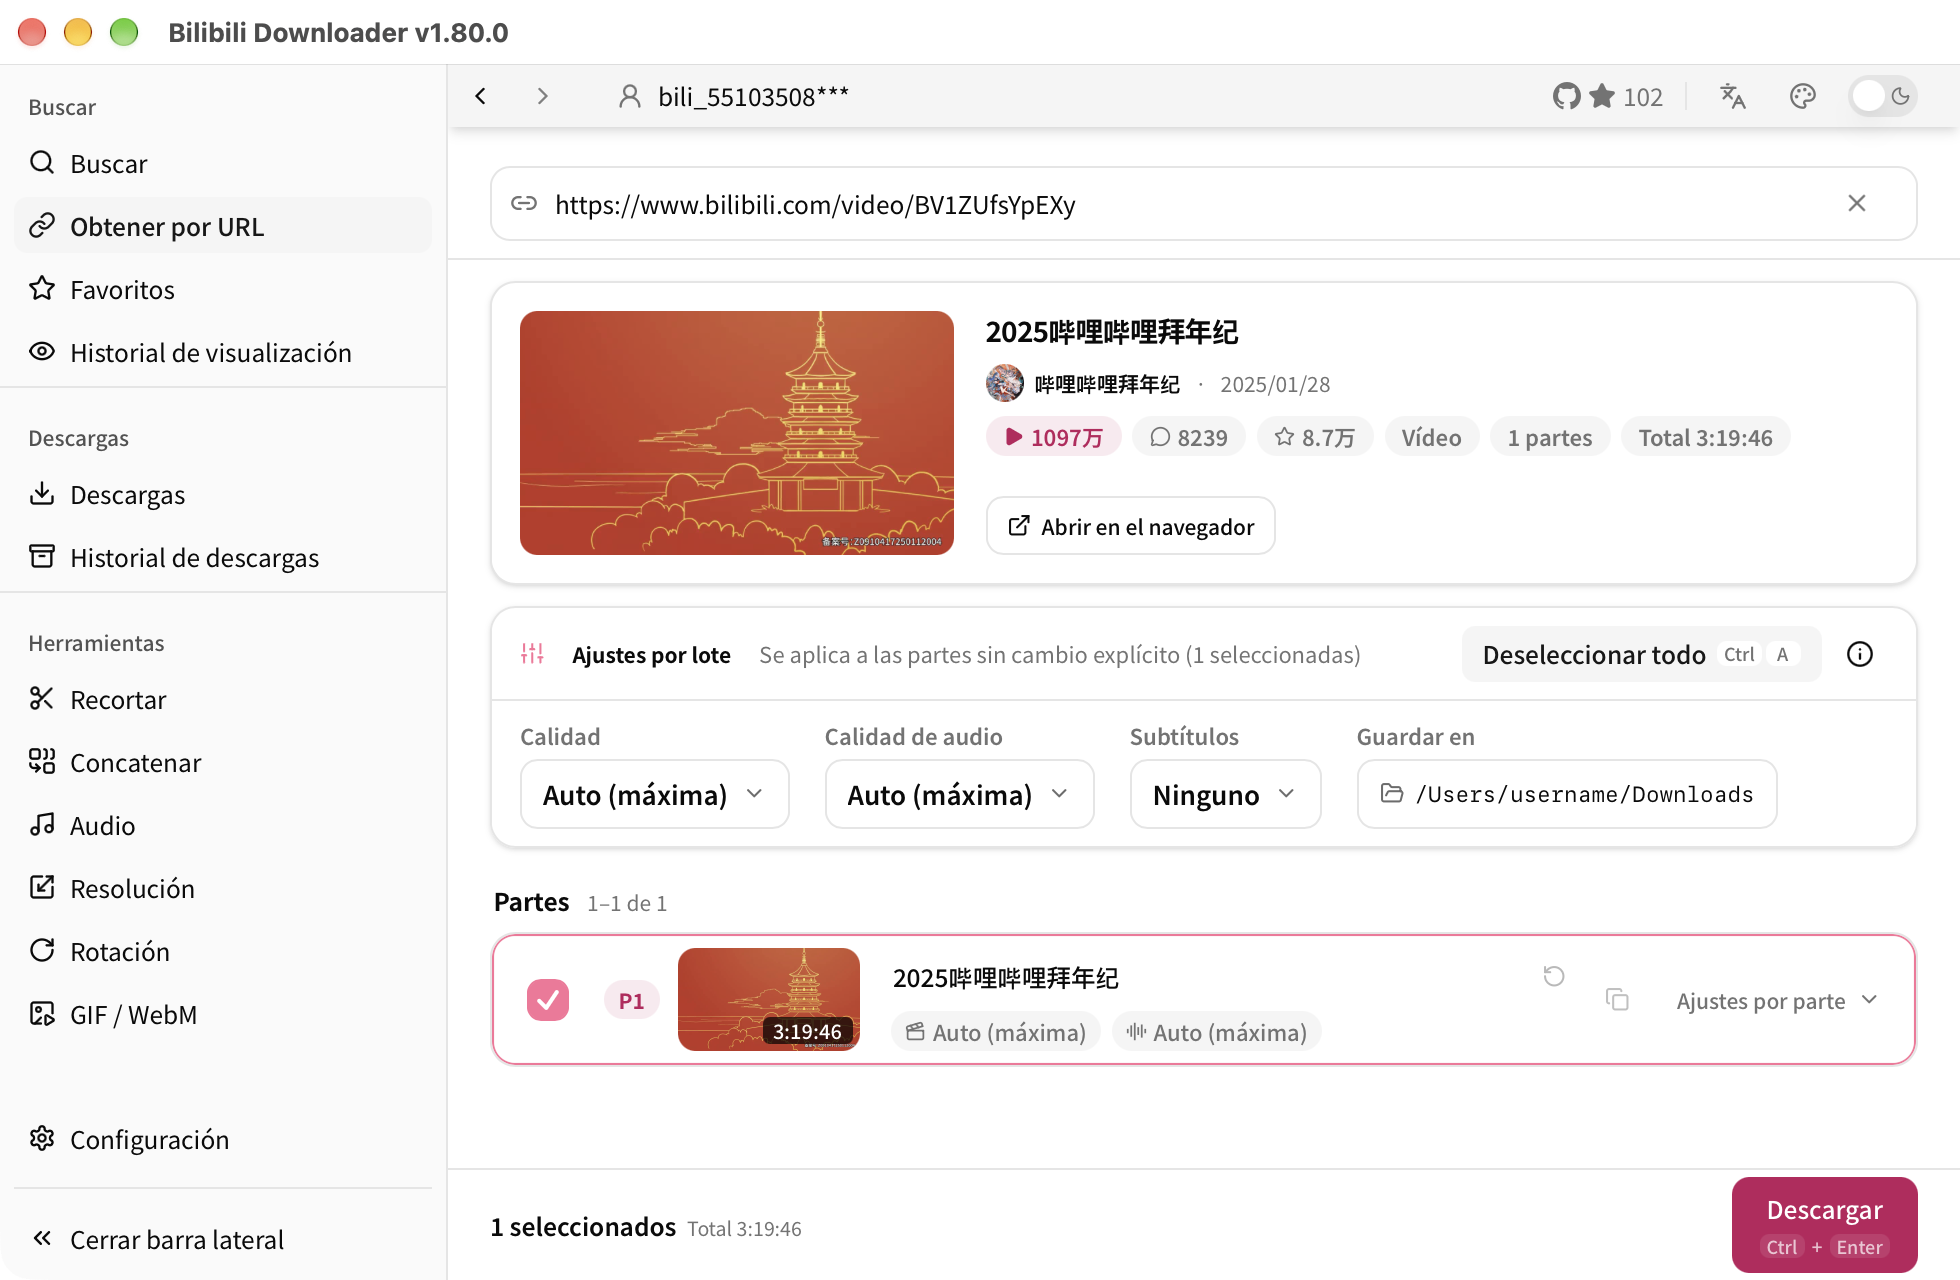 Bilibili Downloader v1.80.0
Buscar
Buscar
Obtener por URL
Favoritos
Historial de visualización
Descargas
Descargas
Historial de descargas
Herramientas
Recortar
Concatenar
Audio
Resolución
Rotación
GIF / WebM
Configuración
Cerrar barra lateral
bili_55103508***
102
https://www.bilibili.com/video/BV1ZUfsYpEXy
备案号:Z0910417250112004
2025哔哩哔哩拜年纪
哔哩哔哩拜年纪 · 2025/01/28
1097万 8239 8.7万 Vídeo 1 partes Total 3:19:46
Abrir en el navegador
Ajustes por lote Se aplica a las partes sin cambio explícito (1 seleccionadas) Deseleccionar todo Ctrl A
Calidad Calidad de audio Subtítulos Guardar en
Auto (máxima) Auto (máxima) Ninguno /Users/username/Downloads
Partes 1–1 de 1
P1
3:19:46
2025哔哩哔哩拜年纪
Auto (máxima) Auto (máxima)
Ajustes por parte
1 seleccionados Total 3:19:46
Descargar
Ctrl + Enter